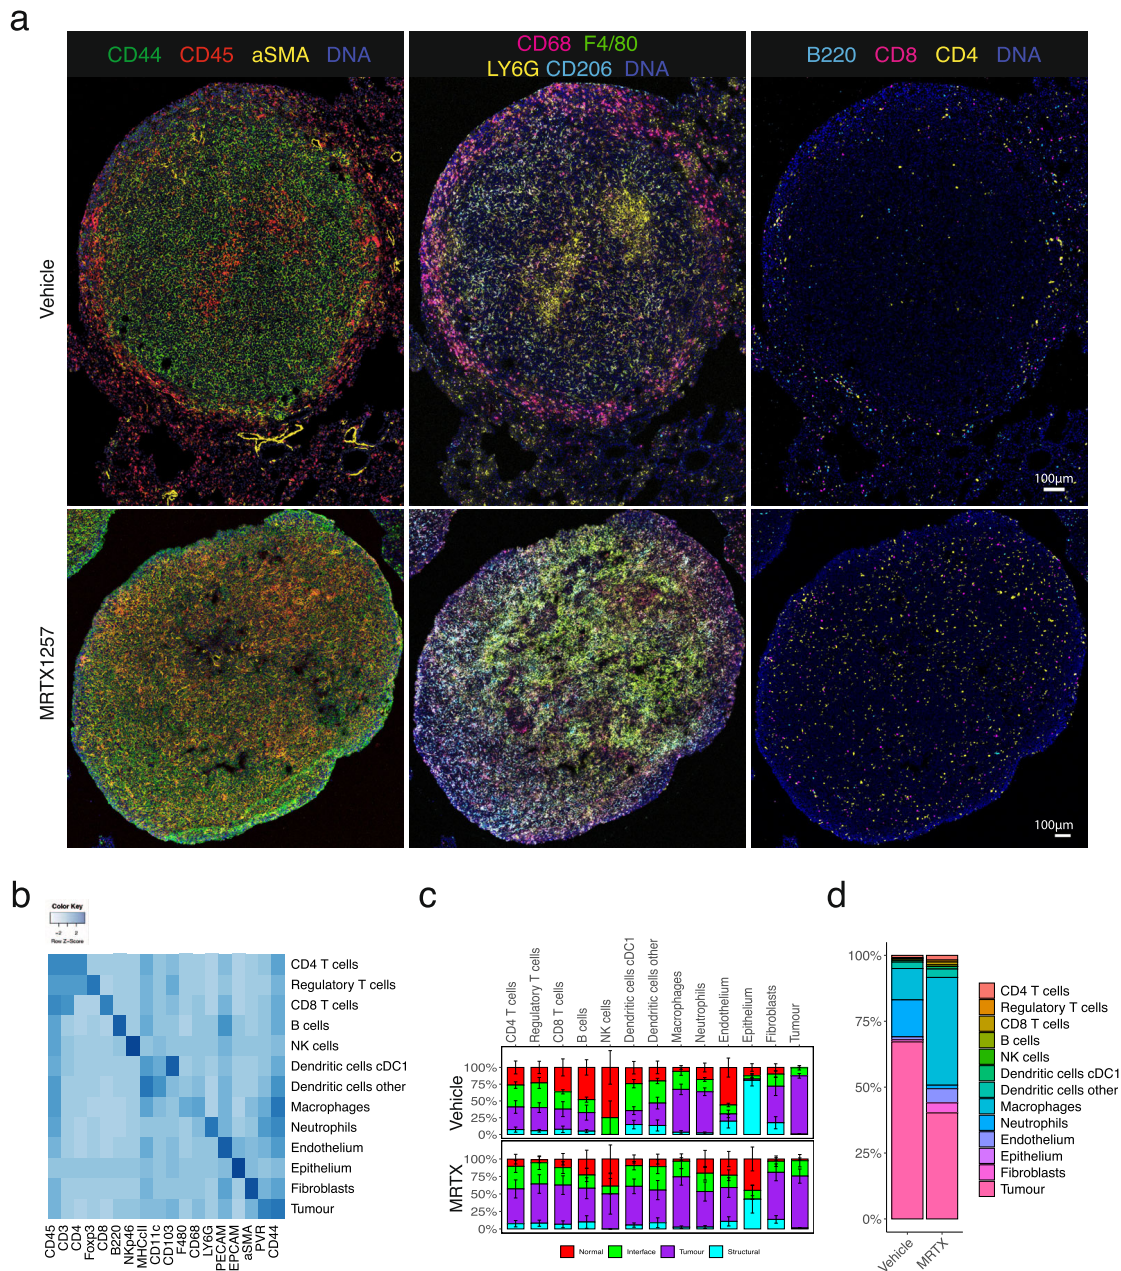 a
CD44 CD45 aSMA DNA
CD68 F4/80
LY6G CD206 DNA
B220 CD8 CD4 DNA
Vehicle
100µm
MRTX1257
100µm
b
Color Key
−2 2
Row Z−Score
CD4 T cells
Regulatory T cells
CD8 T cells
B cells
NK cells
Dendritic cells cDC1
Dendritic cells other
Macrophages
Neutrophils
Endothelium
Epithelium
Fibroblasts
Tumour
CD45
CD3
CD4
Foxp3
CD8
B220
NKp46
MHCcII
CD11c
CD103
F480
CD68
LY6G
PECAM
EPCAM
aSMA
PVR
CD44
c
CD4 T cells
Regulatory T cells
CD8 T cells
B cells
NK cells
Dendritic cells cDC1
Dendritic cells other
Macrophages
Neutrophils
Endothelium
Epithelium
Fibroblasts
Tumour
Vehicle
100%
75%
50%
25%
0%
MRTX
100%
75%
50%
25%
0%
Normal Interface Tumour Structural
d
100%
75%
50%
25%
0%
Vehicle
MRTX
CD4 T cells
Regulatory T cells
CD8 T cells
B cells
NK cells
Dendritic cells cDC1
Dendritic cells other
Macrophages
Neutrophils
Endothelium
Epithelium
Fibroblasts
Tumour